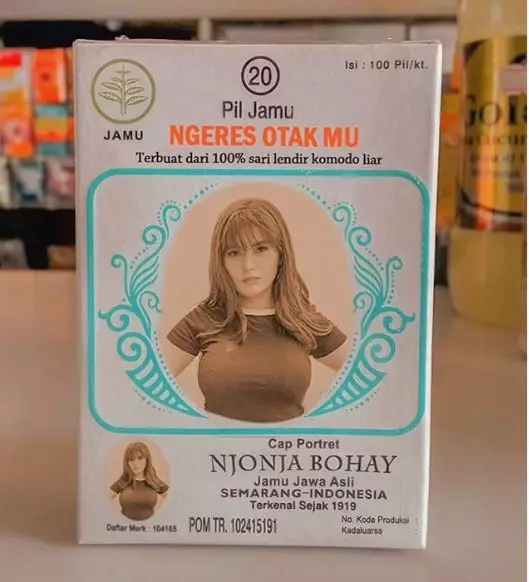 20
Isi : 100 Pil/kt.
JAMU
Pil Jamu
NGERES OTAK MU
Terbuat dari 100% sari lendir komodo liar
Cap Portret
NJONJA BOHAY
Jamu Jawa Asli
SEMARANG-INDONESIA
Terkenal Sejak 1919
Daftar Merk : 104165
POM TR. 102415191
No. Koda Produksi
Kadaluarsa